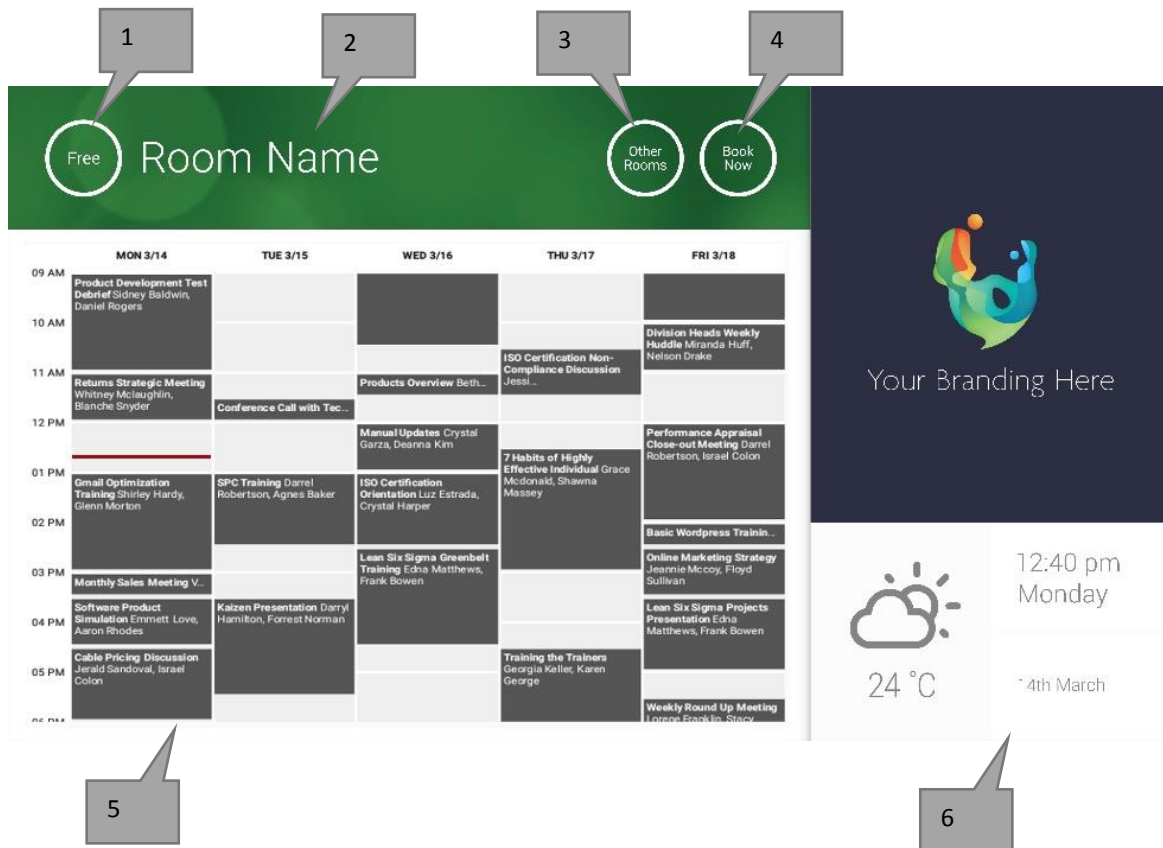 1
2
3
4
Free
Room Name
Other
Rooms
Book
Now
MON 3/14
TUE 3/15
WED 3/16
THU 3/17
FRI 3/18
09 AM
10 AM
11 AM
12 PM
01 PM
02 PM
03 PM
04 PM
05 PM
06 PM
Product Development Test
Debrief Sidney Baldwin,
Daniel Rogers
Returns Strategic Meeting
Whitney Mclaughlin,
Blanche Snyder
Gmail Optimization
Training Shirley Hardy,
Glenn Morton
Monthly Sales Meeting V...
Software Product
Simulation Emmett Love,
Aaron Rhodes
Cable Pricing Discussion
Jerald Sandoval, Israel
Colon
Conference Call with Tec...
SPC Training Darrel
Robertson, Agnes Baker
Kaizen Presentation Darryl
Hamilton, Forrest Norman
Products Overview Beth...
Manual Updates Crystal
Garza, Deanna Kim
ISO Certification
Orientation Luz Estrada,
Crystal Harper
Lean Six Sigma Greenbelt
Training Edna Matthews,
Frank Bowen
ISO Certification Non-
Compliance Discussion
Jessi...
7 Habits of Highly
Effective Individual Grace
Mcdonald, Shawna
Massey
Training the Trainers
Georgia Keller, Karen
George
Division Heads Weekly
Huddle Miranda Huff,
Nelson Drake
Performance Appraisal
Close-out Meeting Darrel
Robertson, Israel Colon
Basic Wordpress Trainin...
Online Marketing Strategy
Jeannie Mccoy, Floyd
Sullivan
Lean Six Sigma Projects
Presentation Edna
Matthews, Frank Bowen
Weekly Round Up Meeting
Lorene Franklin, Stacy
Your Branding Here
12:40 pm
Monday
24 °C
14th March
5
6